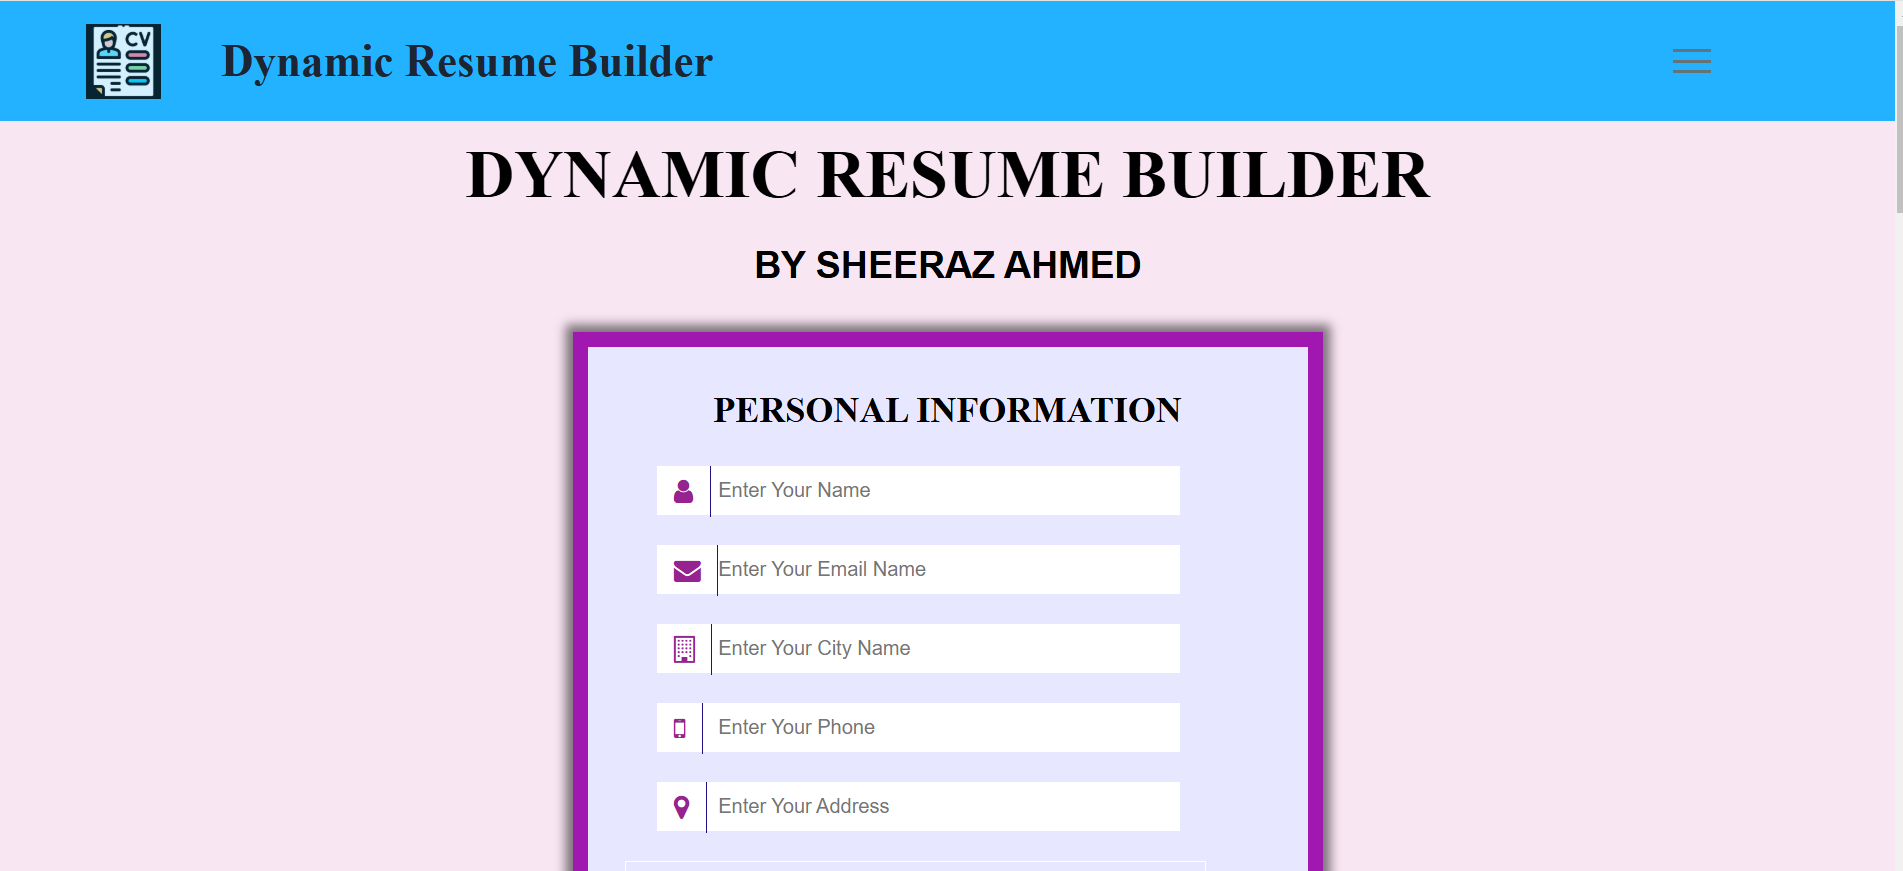 CV
Dynamic Resume Builder
DYNAMIC RESUME BUILDER
BY SHEERAZ AHMED
PERSONAL INFORMATION
Enter Your Name
Enter Your Email Name
Enter Your City Name
Enter Your Phone
Enter Your Address